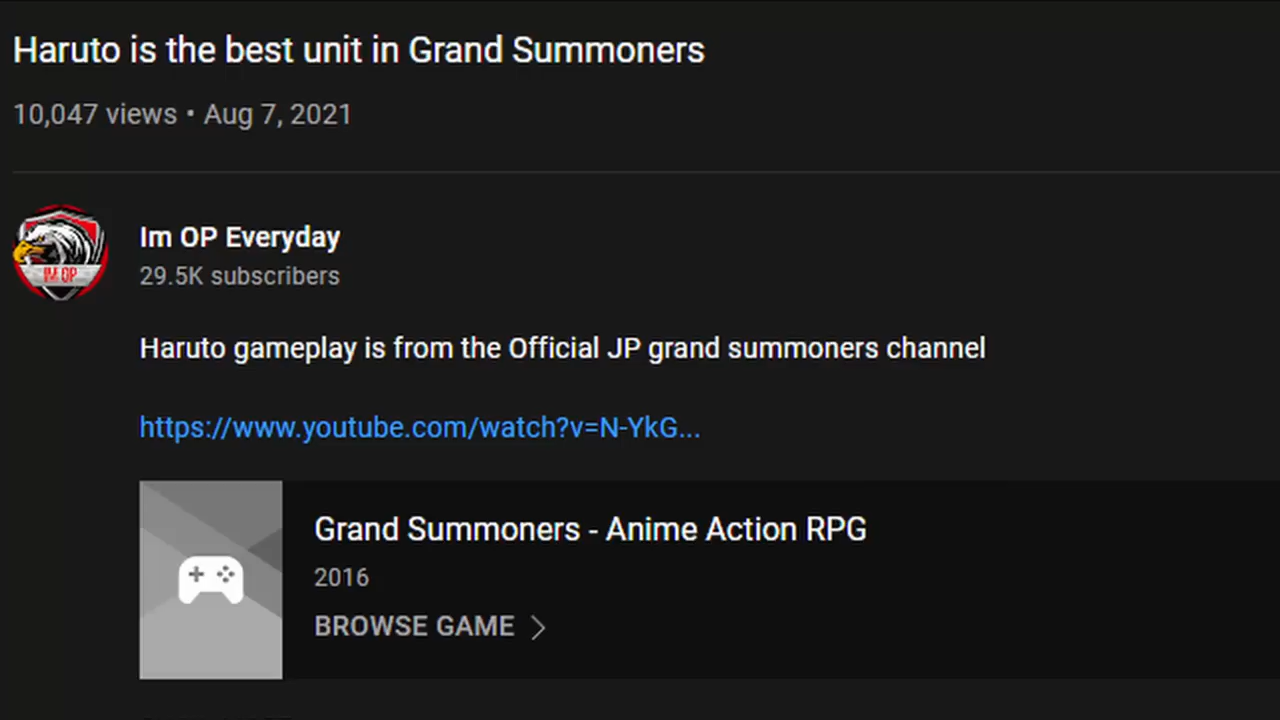 Haruto is the best unit in Grand Summoners
10,047 views • Aug 7, 2021
IM OP
Im OP Everyday
29.5K subscribers
Haruto gameplay is from the Official JP grand summoners channel
https://www.youtube.com/watch?v=N-YkG...
Grand Summoners - Anime Action RPG
2016
BROWSE GAME